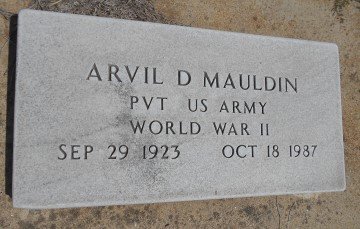 ARVIL D MAULDIN
PVT US ARMY
WORLD WAR II
SEP 29 1923 OCT 18 1987